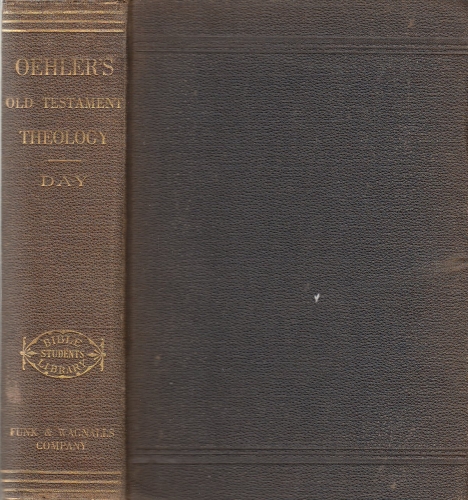 OEHLER'S
OLD TESTAMENT
THEOLOGY
DAY
BIBLE
STUDENTS
LIBRARY
FUNK & WAGNALLS
COMPANY